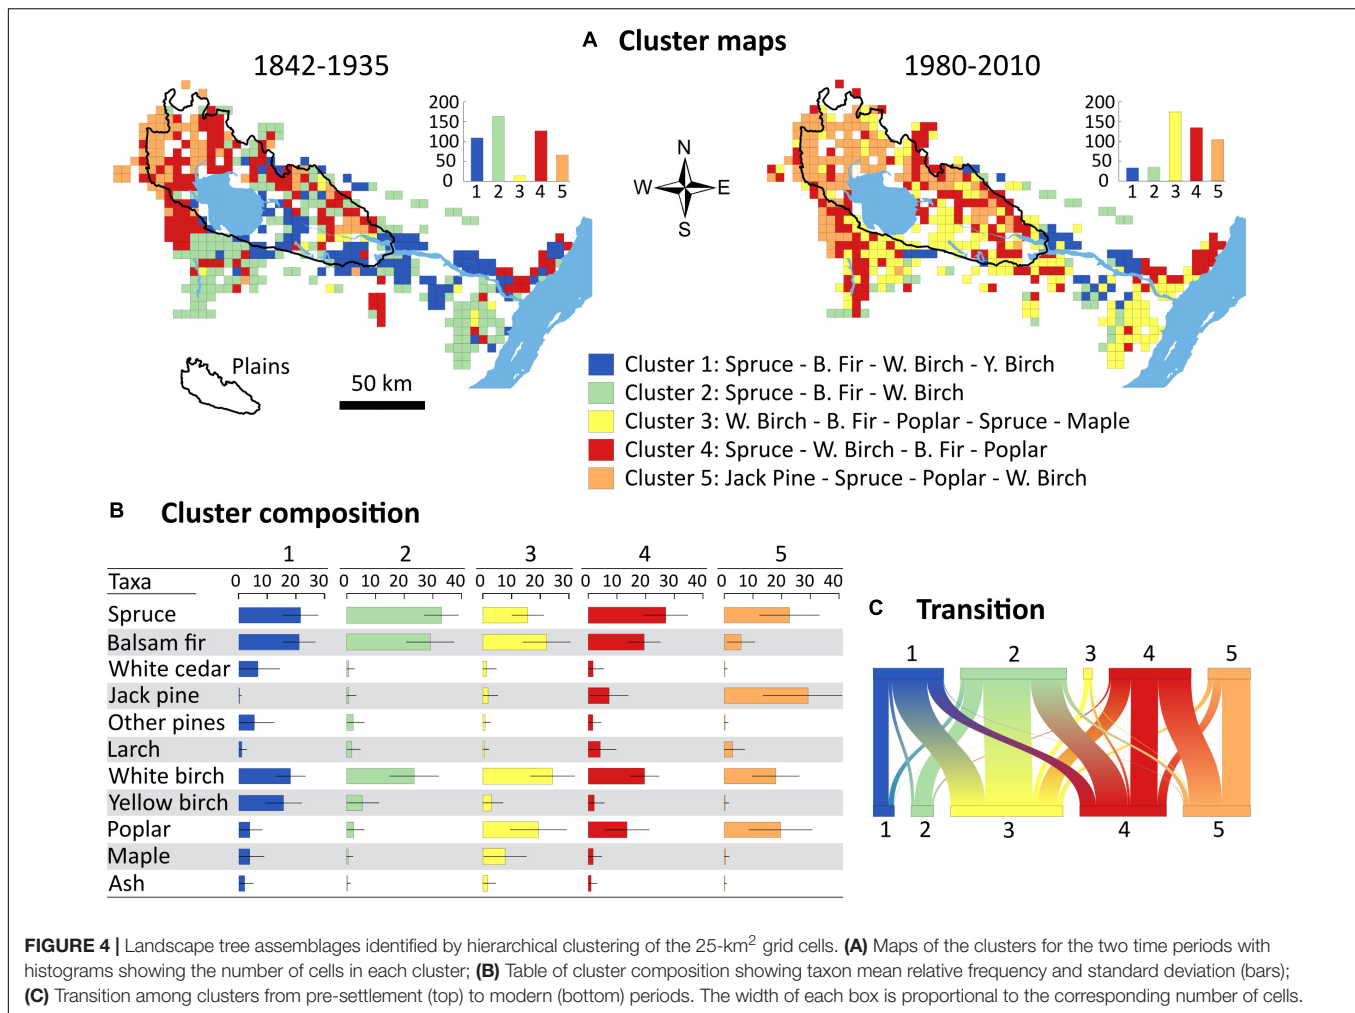 A Cluster maps
1842-1935
1980-2010
200
150
100
50
0
1 2 3 4 5
N
W E
S
200
150
100
50
0
1 2 3 4 5
Plains
50 km
Cluster 1: Spruce - B. Fir - W. Birch - Y. Birch
Cluster 2: Spruce - B. Fir - W. Birch
Cluster 3: W. Birch - B. Fir - Poplar - Spruce - Maple
Cluster 4: Spruce - W. Birch - B. Fir - Poplar
Cluster 5: Jack Pine - Spruce - Poplar - W. Birch
B Cluster composition
1 2 3 4 5
Taxa 0 10 20 30 0 10 20 30 40 0 10 20 30 0 10 20 30 40 0 10 20 30 40
Spruce
Balsam fir
White cedar
Jack pine
Other pines
Larch
White birch
Yellow birch
Poplar
Maple
Ash
C Transition
1 2 3 4 5
1 2 3 4 5
FIGURE 4 | Landscape tree assemblages identified by hierarchical clustering of the 25-km² grid cells. (A) Maps of the clusters for the two time periods with
histograms showing the number of cells in each cluster; (B) Table of cluster composition showing taxon mean relative frequency and standard deviation (bars);
(C) Transition among clusters from pre-settlement (top) to modern (bottom) periods. The width of each box is proportional to the corresponding number of cells.